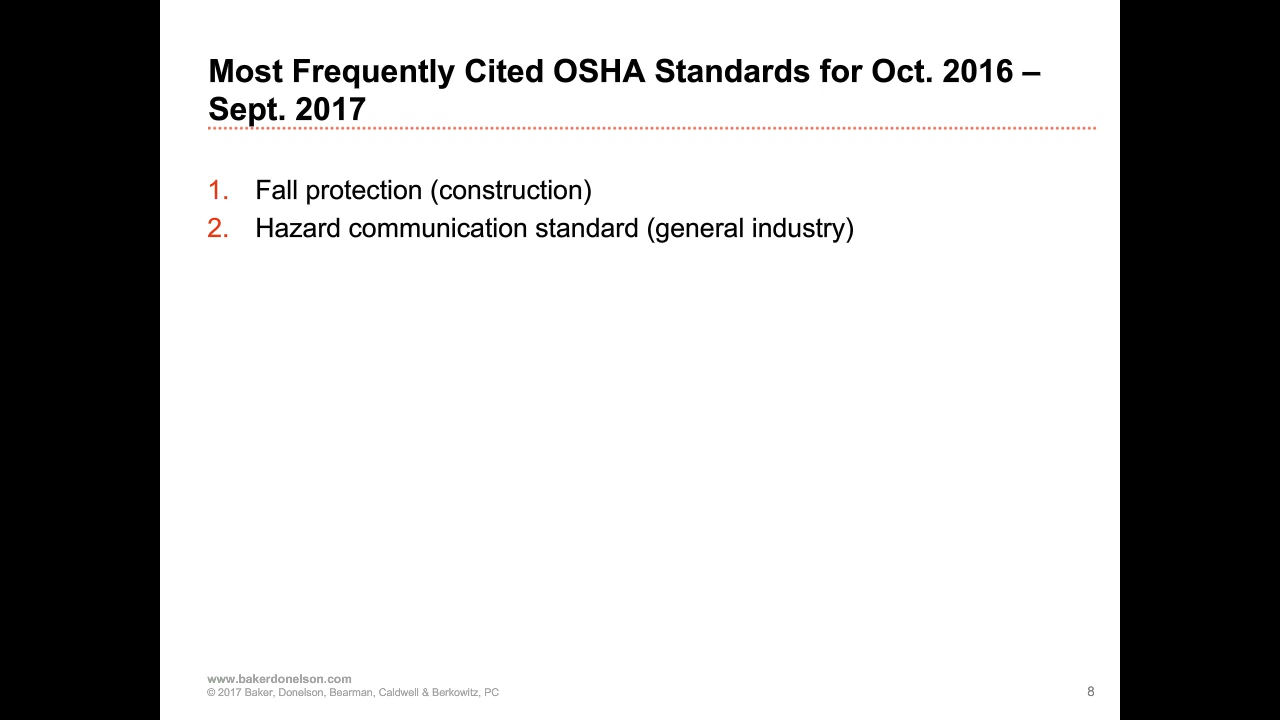 Most Frequently Cited OSHA Standards for Oct. 2016 –
Sept. 2017
1. Fall protection (construction)
2. Hazard communication standard (general industry)
www.bakerdonelson.com
© 2017 Baker, Donelson, Bearman, Caldwell & Berkowitz, PC
8